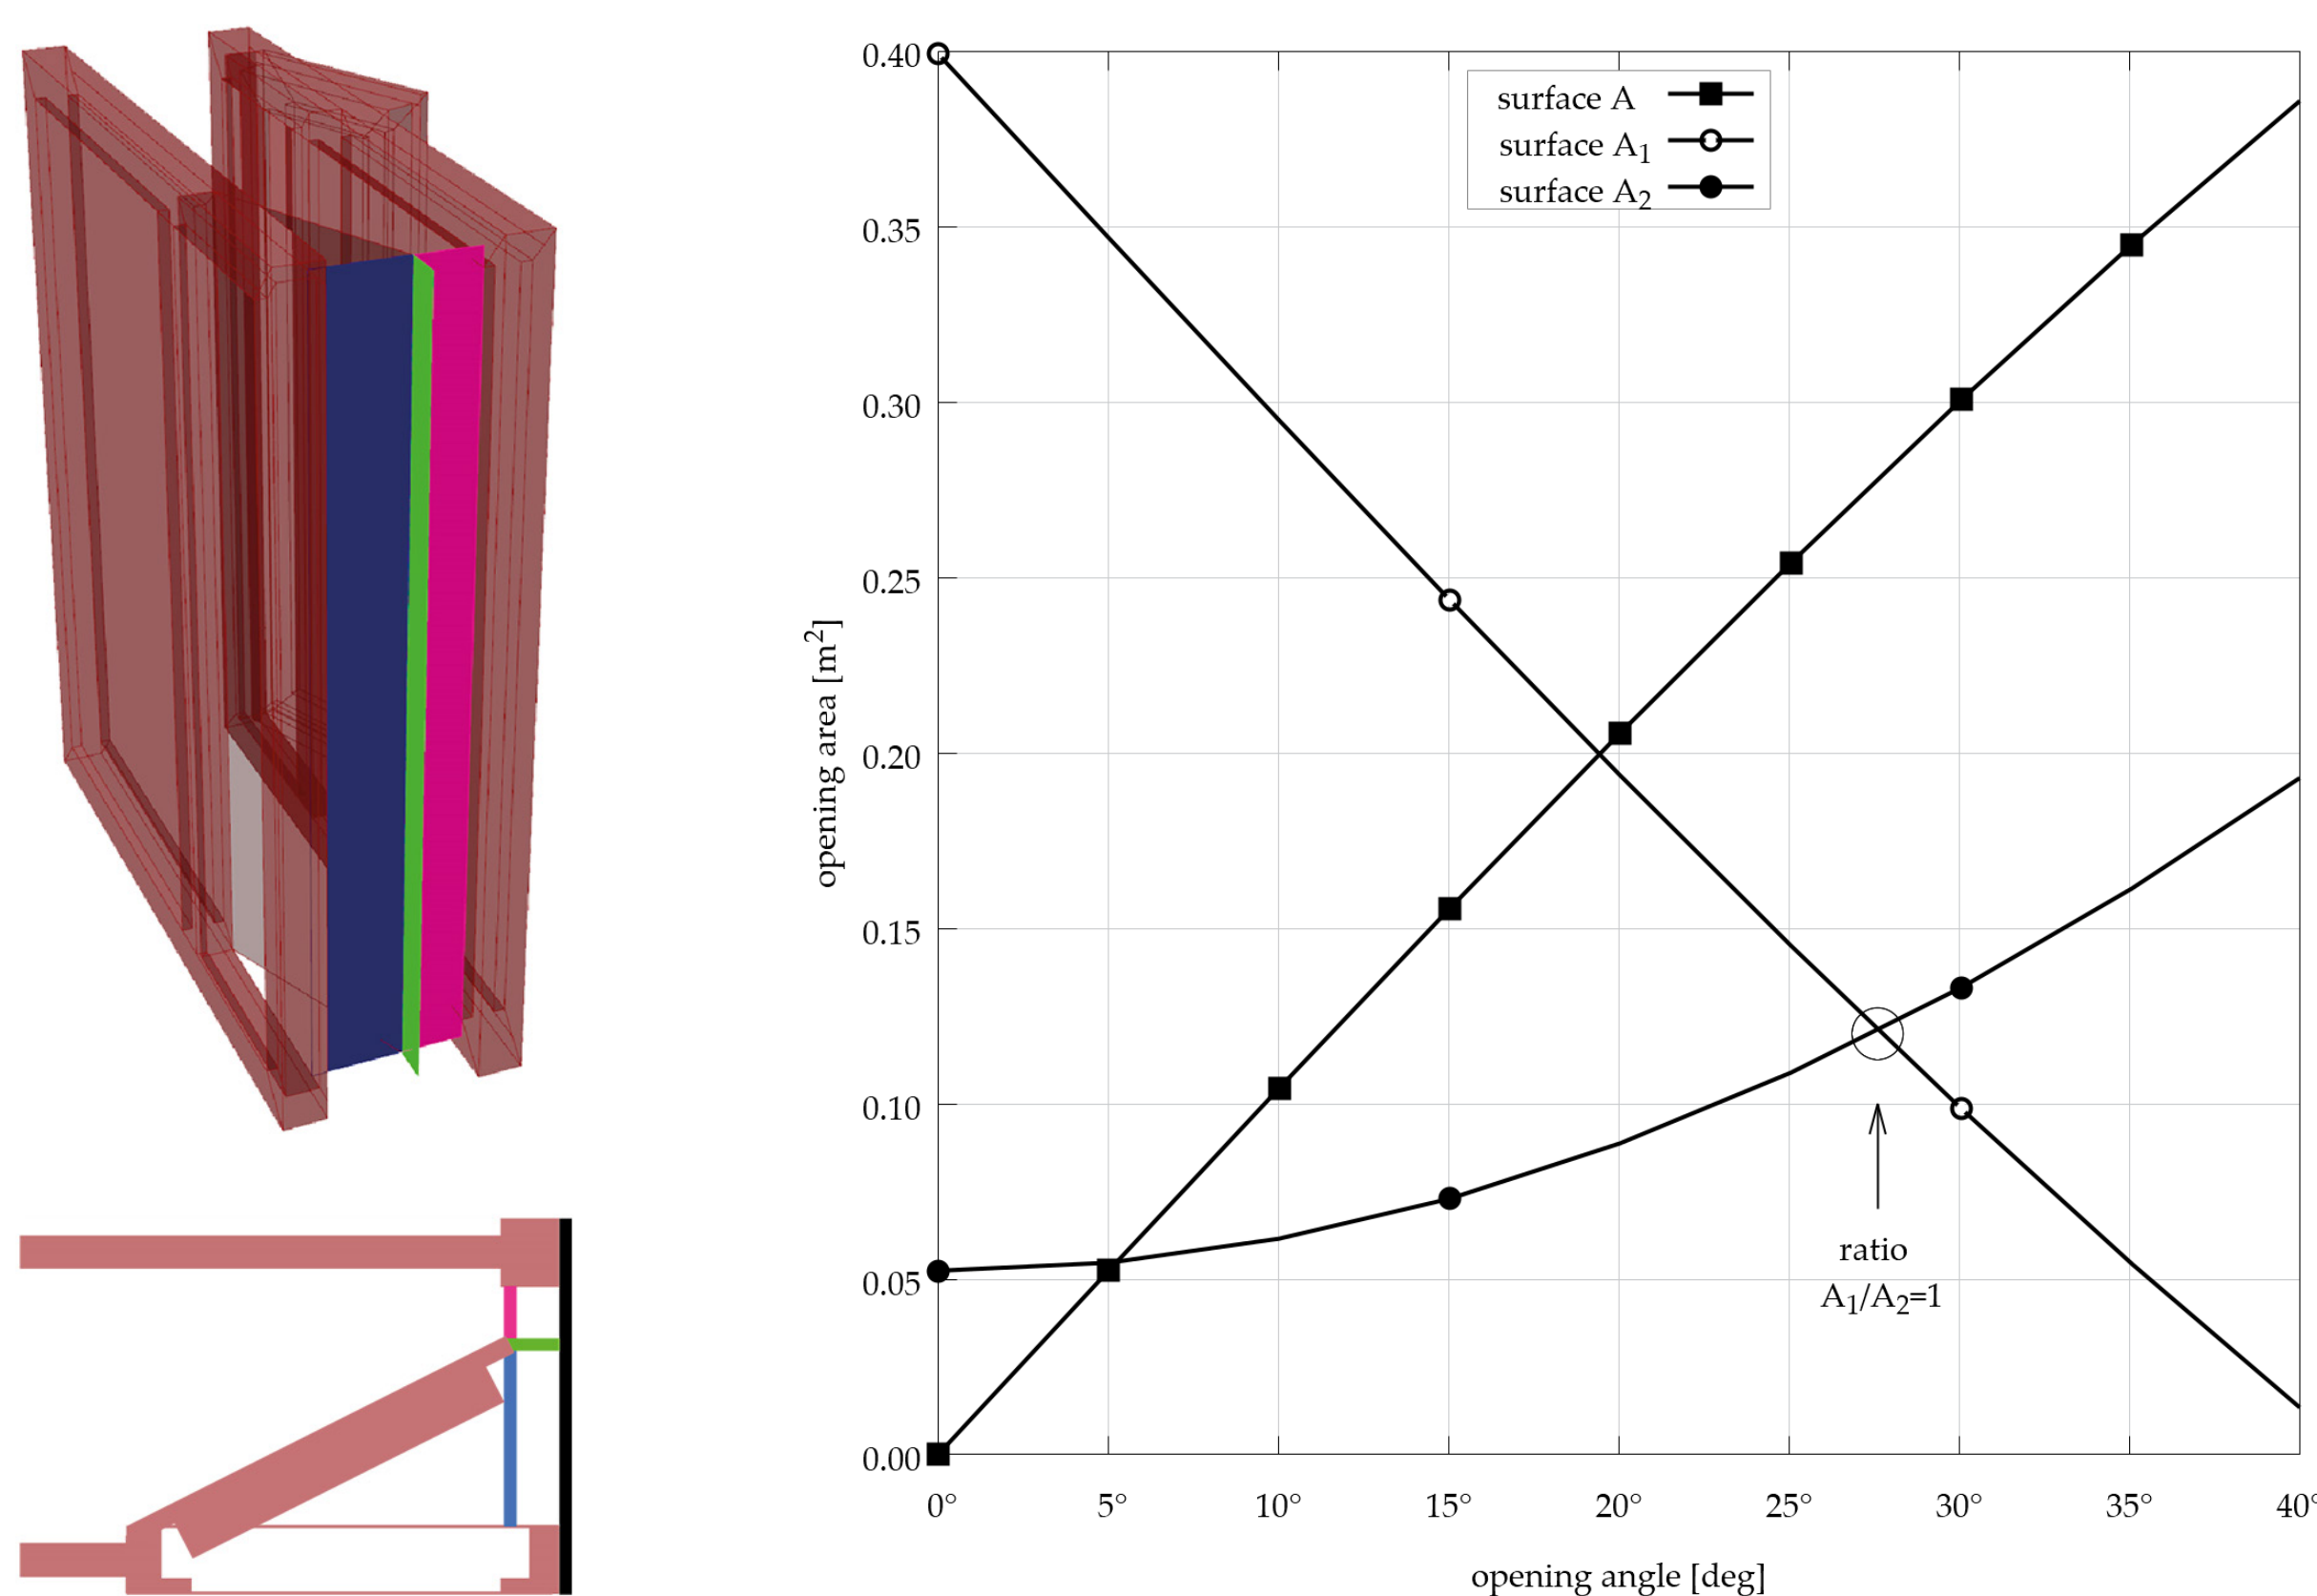 0.40
0.35
0.30
0.25
0.20
0.15
0.10
0.05
0.00
opening area [m²]
surface A
surface A₁
surface A₂
ratio
A₁/A₂=1
0° 5° 10° 15° 20° 25° 30° 35° 40°
opening angle [deg]